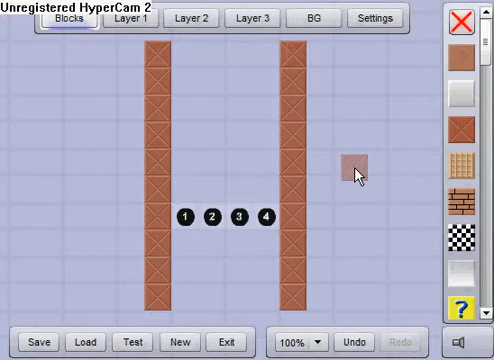 Unregistered HyperCam 2
Blocks Layer 1 Layer 2 Layer 3 BG Settings
?
1 2 3 4
Save Load Test New Exit 100% Undo Redo